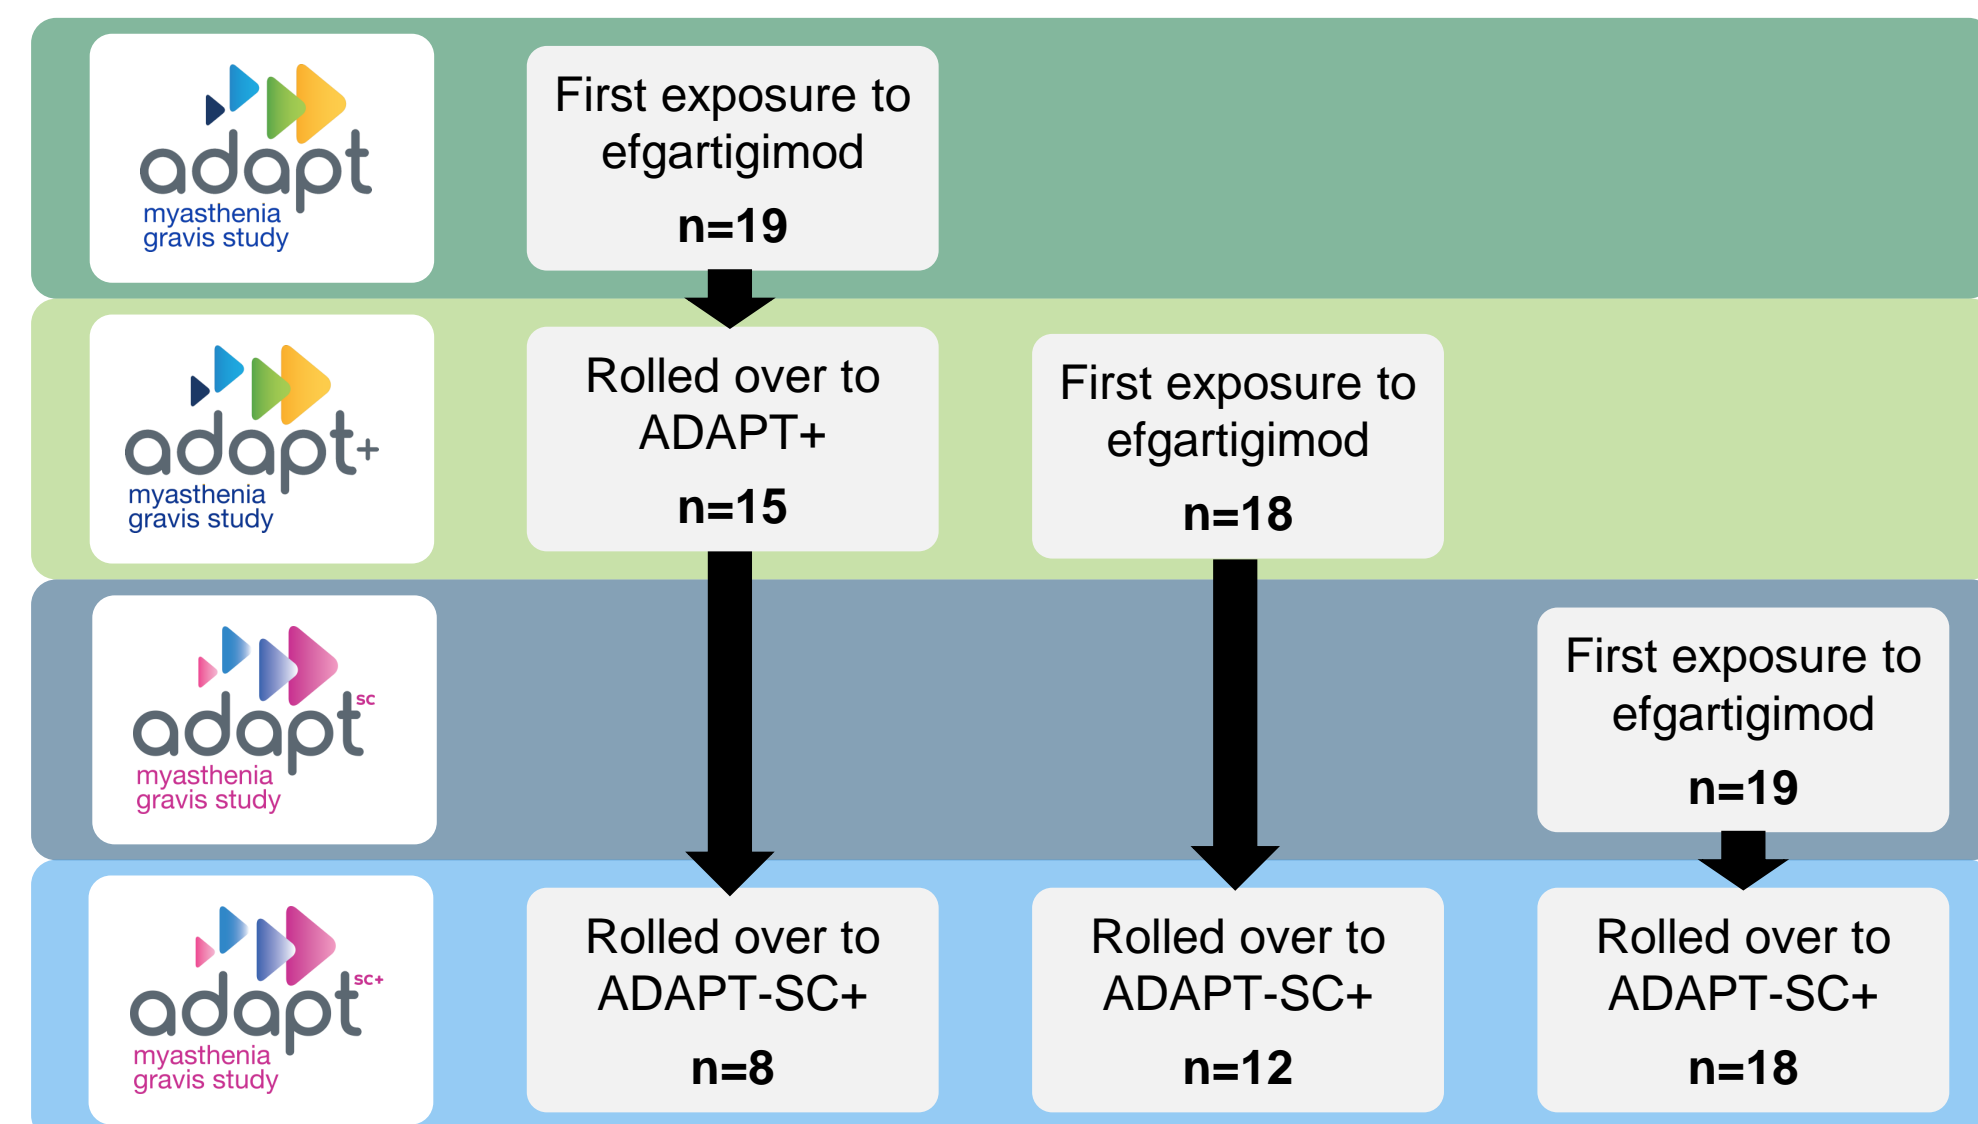 adapt
myasthenia
gravis study
First exposure to
efgartigimod
n=19
adapt+
myasthenia
gravis study
Rolled over to
ADAPT+
n=15
First exposure to
efgartigimod
n=18
adapt sc
myasthenia
gravis study
First exposure to
efgartigimod
n=19
adapt sc+
myasthenia
gravis study
Rolled over to
ADAPT-SC+
n=8
Rolled over to
ADAPT-SC+
n=12
Rolled over to
ADAPT-SC+
n=18